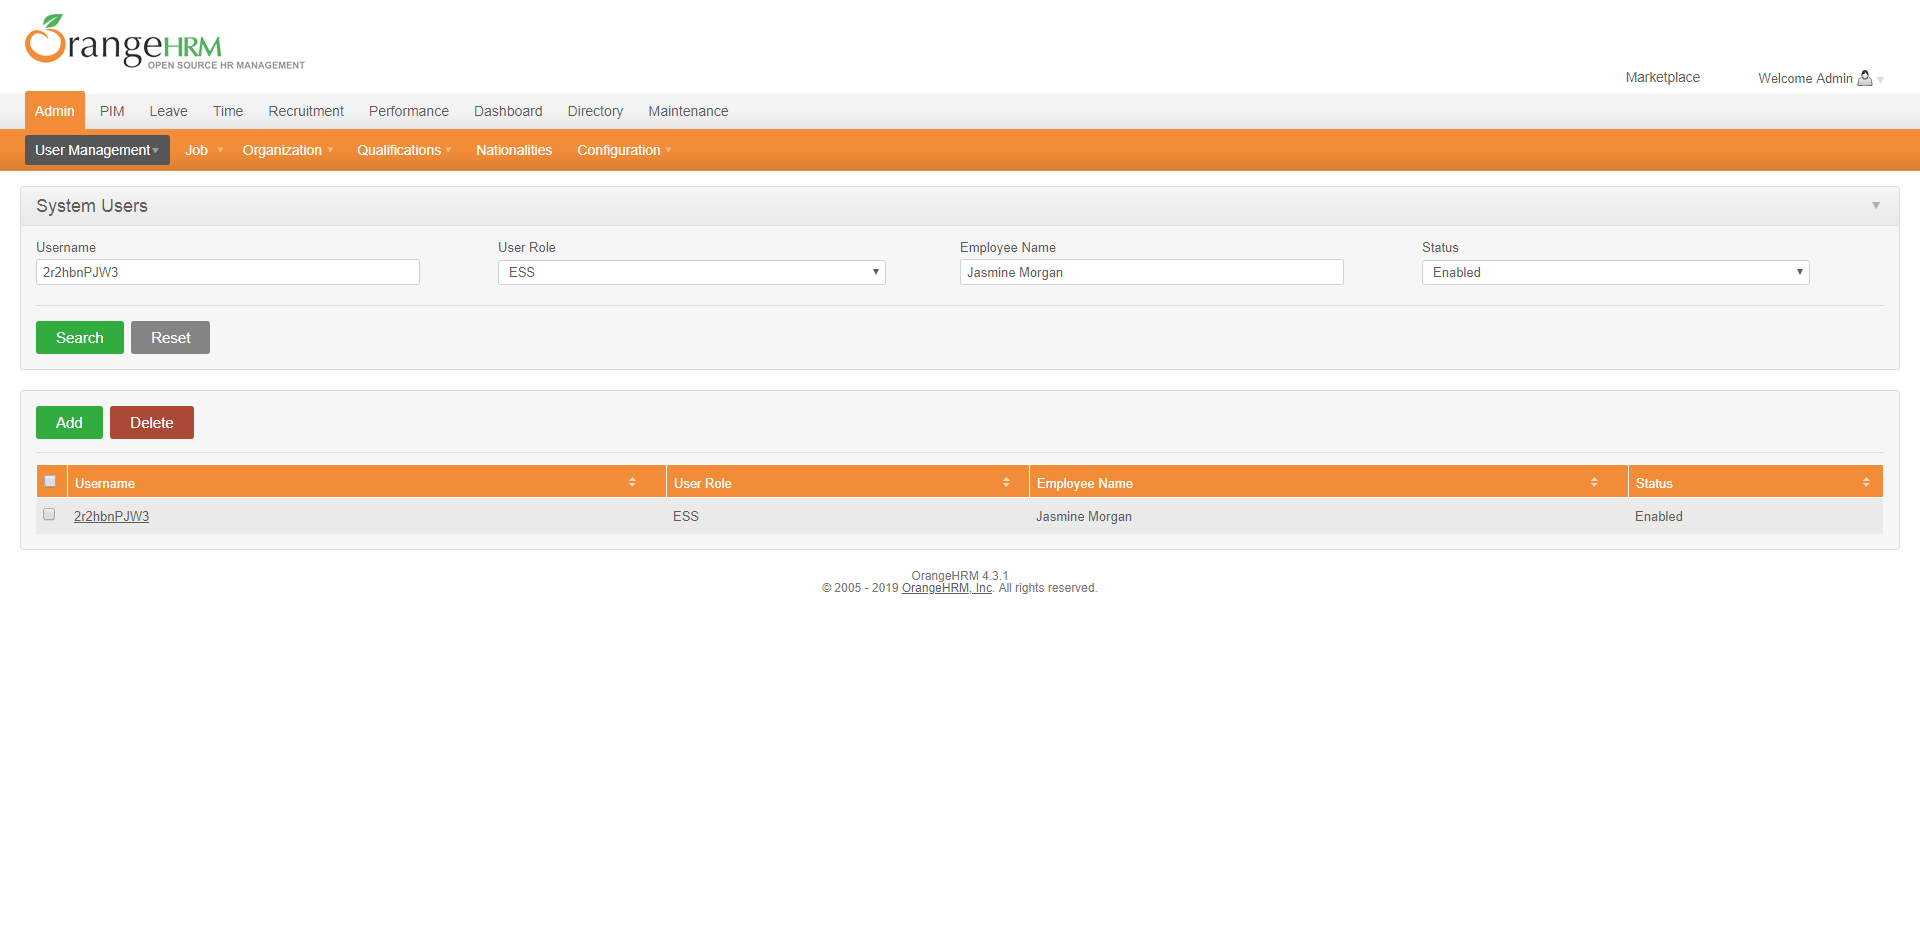 OrangeHRM
OPEN SOURCE HR MANAGEMENT
Marketplace Welcome Admin
Admin PIM Leave Time Recruitment Performance Dashboard Directory Maintenance
User Management Job Organization Qualifications Nationalities Configuration
System Users
Username User Role Employee Name Status
2r2hbnPJW3 ESS Jasmine Morgan Enabled
Search Reset
Add Delete
Username User Role Employee Name Status
2r2hbnPJW3 ESS Jasmine Morgan Enabled
OrangeHRM 4.3.1
© 2005 - 2019 OrangeHRM, Inc. All rights reserved.